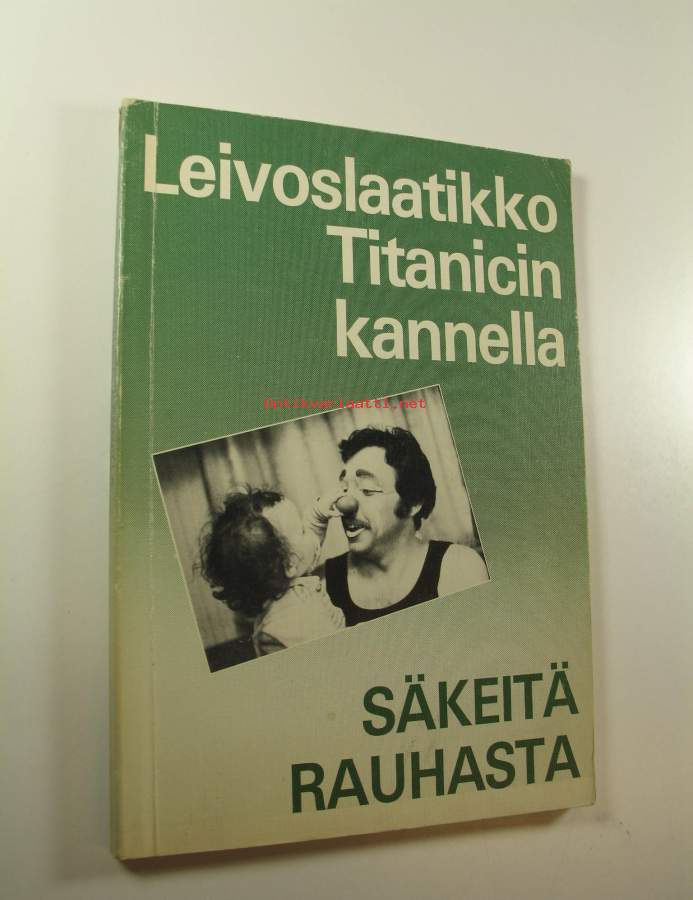 Leivoslaatikko
Titanicin
kannella
Antikvariaatti.net
SÄKEITÄ
RAUHASTA